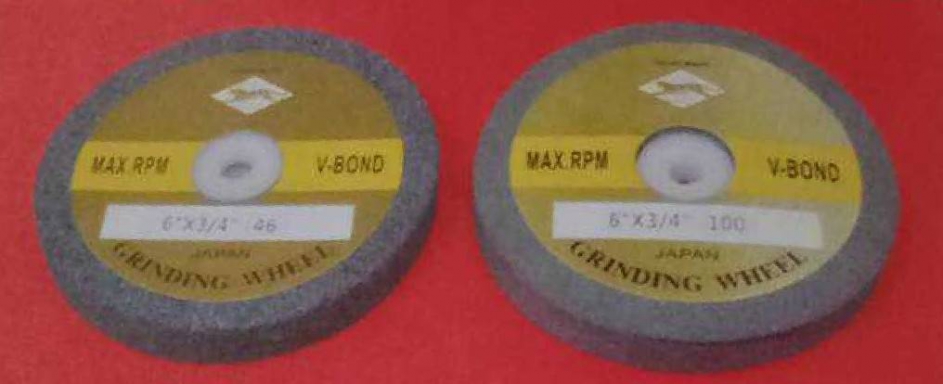 MAX.RPM V-BOND
6"X3/4" 46
JAPAN
GRINDING WHEEL
MAX.RPM V-BOND
6"X3/4" 100
JAPAN
GRINDING WHEEL